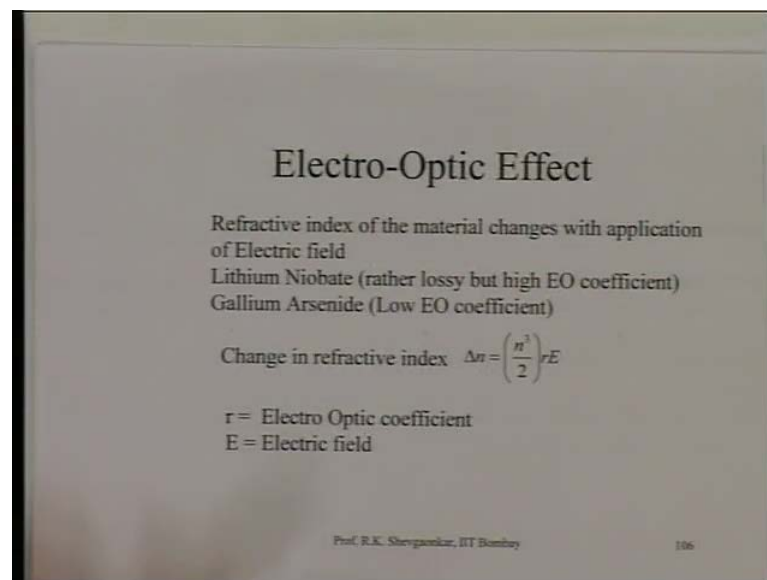 Electro-Optic Effect
Refractive index of the material changes with application
of Electric field
Lithium Niobate (rather lossy but high EO coefficient)
Gallium Arsenide (Low EO coefficient)
Change in refractive index Δn = (n³/2) rE
r = Electro Optic coefficient
E = Electric field
Prof. R.K. Shevgaonkar, IIT Bombay 106